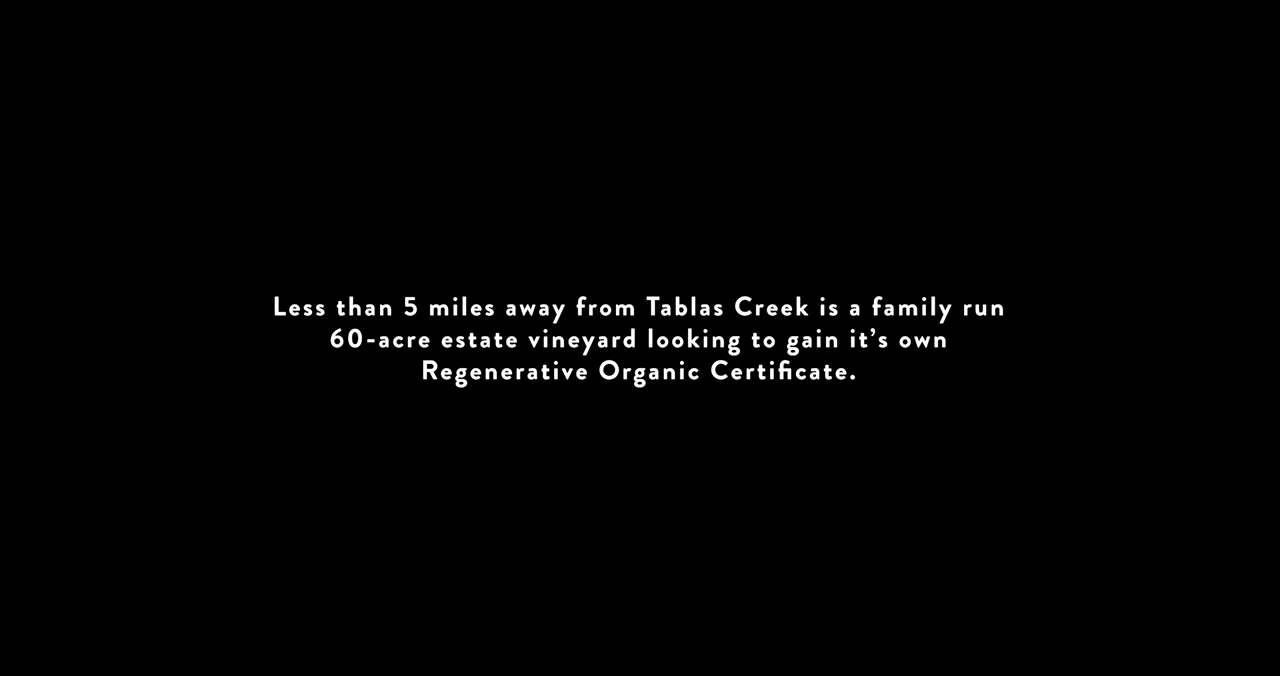 Less than 5 miles away from Tablas Creek is a family run
60-acre estate vineyard looking to gain it’s own
Regenerative Organic Certificate.